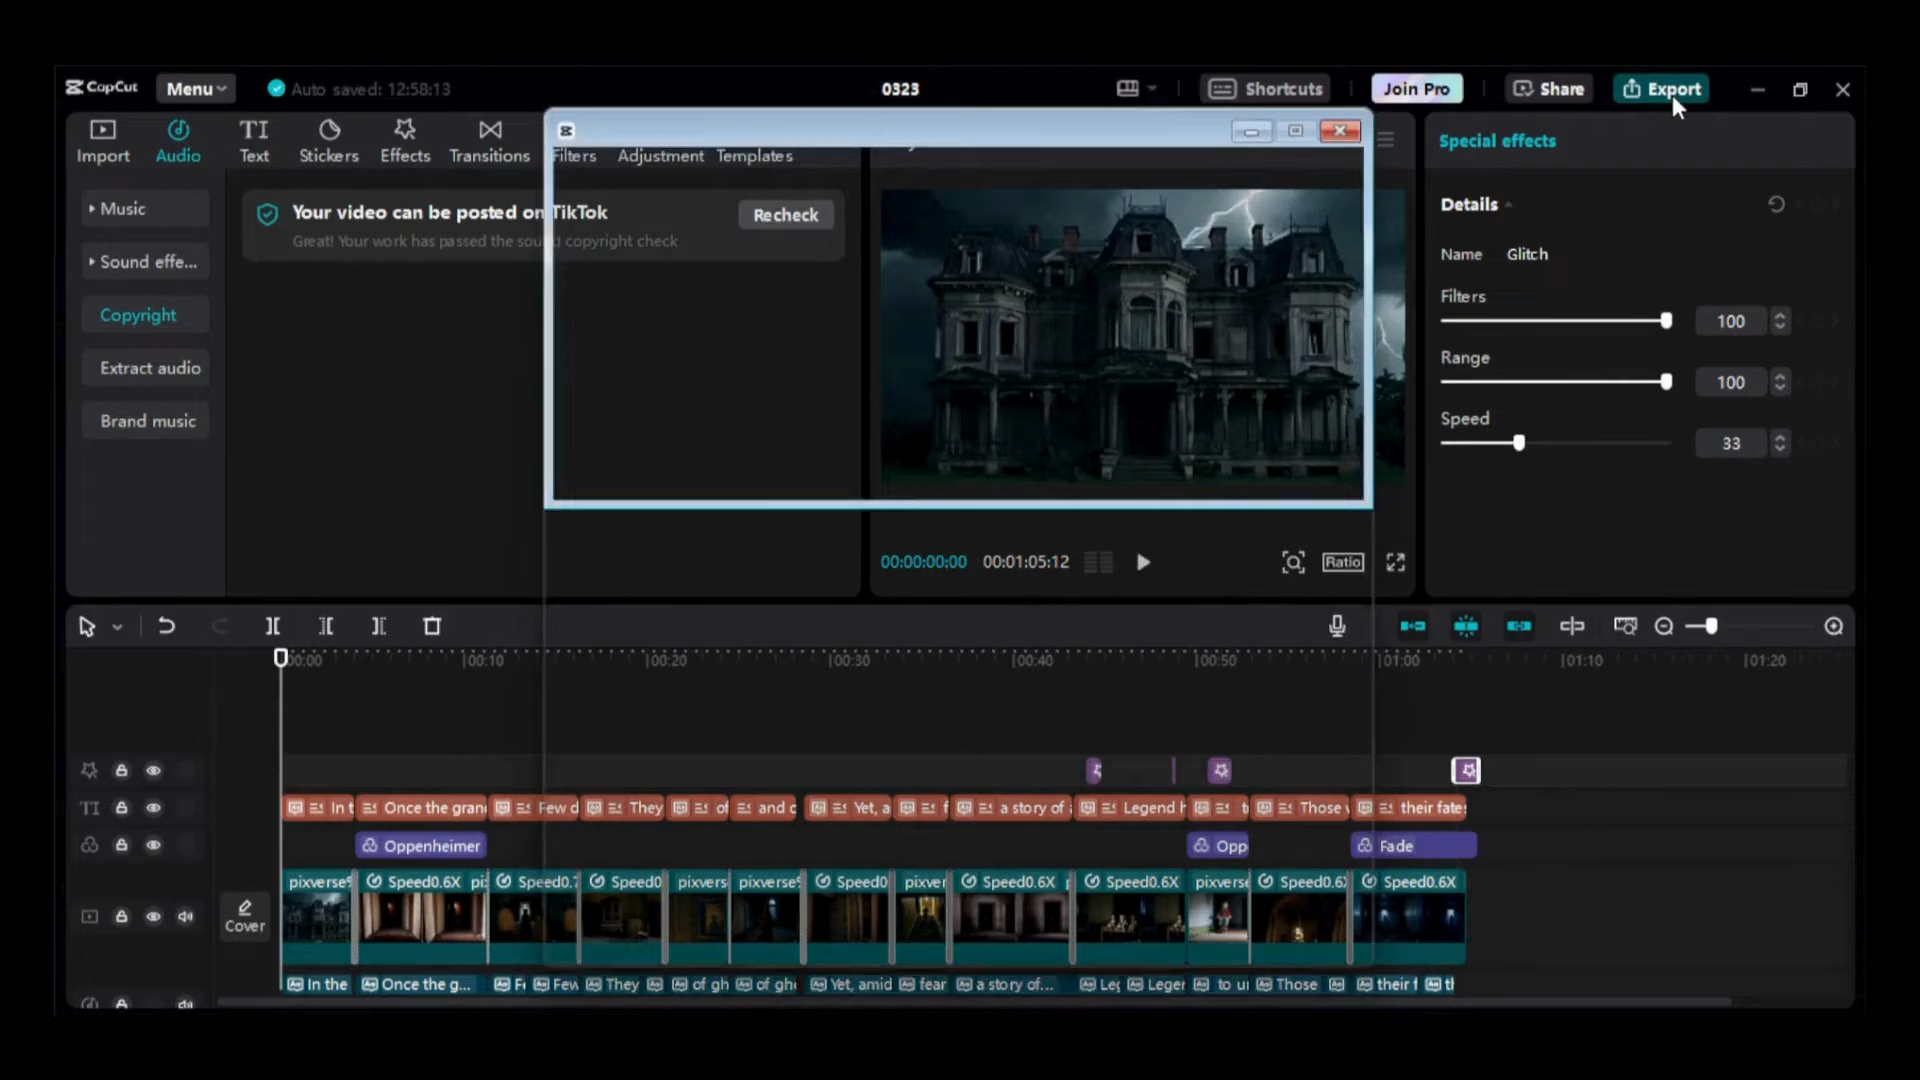 CapCut Menu Auto saved: 12:58:13 0323 Shortcuts Join Pro Share Export
Import Audio Text Stickers Effects Transitions Filters Adjustment Templates
Special effects
Music
Sound effe...
Copyright
Extract audio
Brand music
Your video can be posted on TikTok
Great! Your work has passed the sound copyright check
Recheck
Details
Name Glitch
Filters
100
Range
100
Speed
33
00:00:00:00 00:01:05:12 Ratio
00:00 00:10 00:20 00:30 00:40 00:50 01:00 01:10 01:20
TI In t Once the gran Few d They of and c Yet, a f a story of Legend h t Those their fate
Oppenheimer Opp Fade
pixverse Speed0.6X pi Speed0.7 Speed0 pixvers pixverse Speed0 pixver Speed0.6X Speed0.6X pixverse Speed0.6 Speed0.6X
Cover
In the Once the g... Few They of gh of gh Yet, amid fear a story of... Leg Leger to ur Those their f th